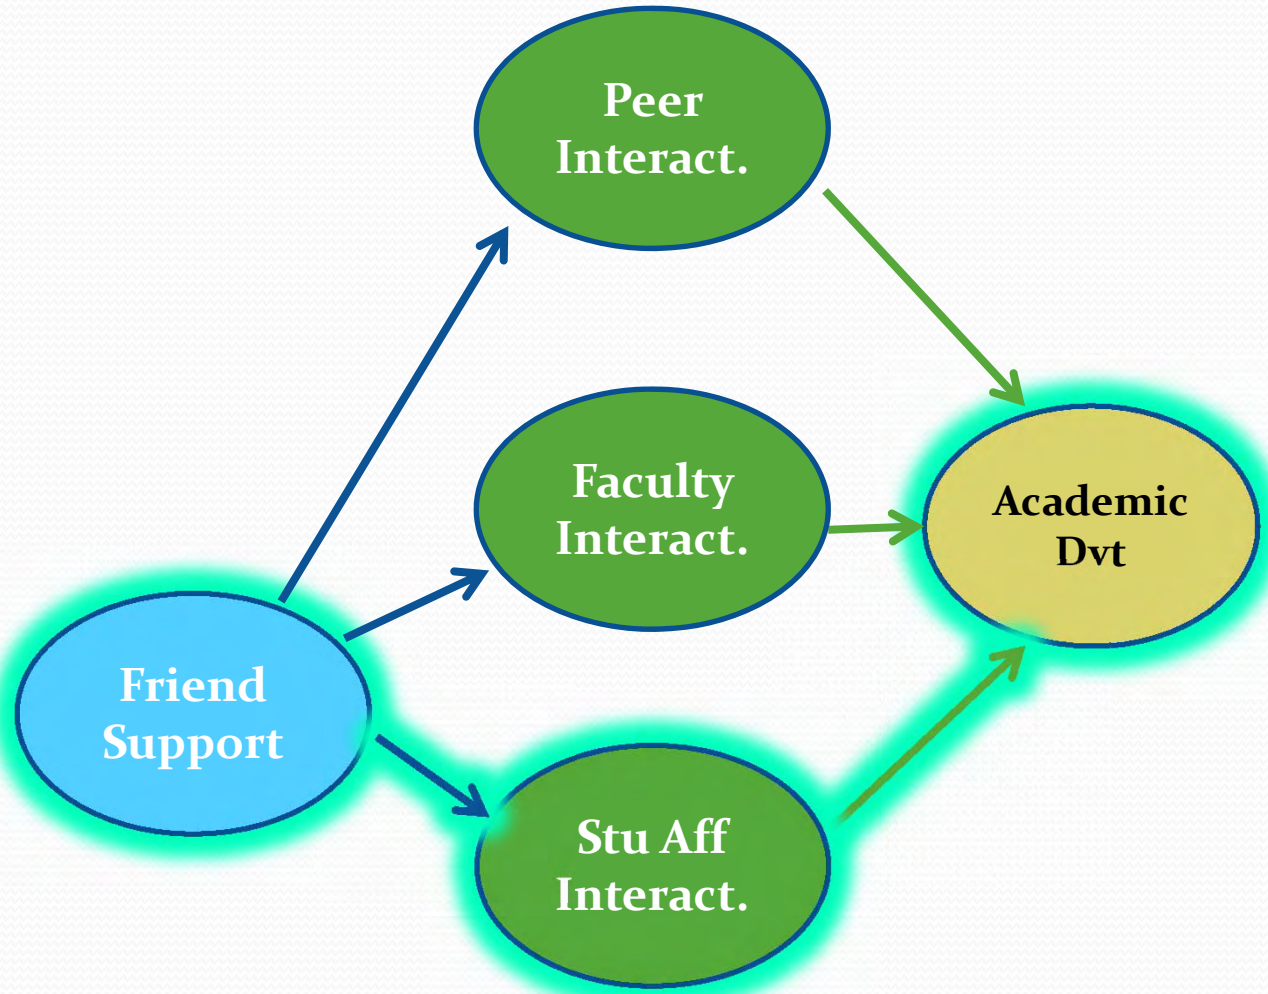 Peer
Interact.
Faculty
Interact.
Academic
Dvt
Friend
Support
Stu Aff
Interact.